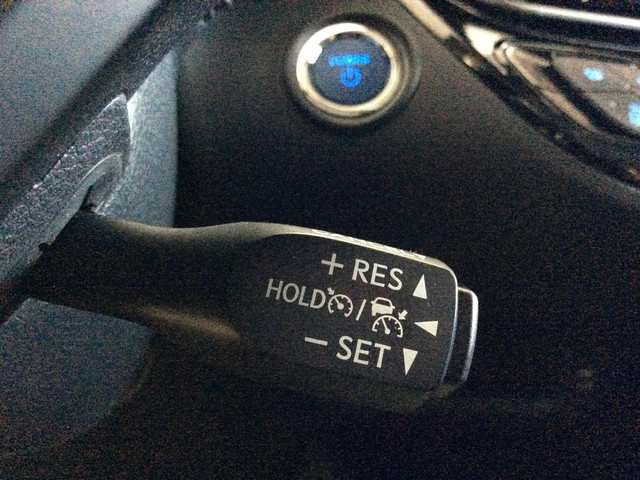 + RES
HOLD /
− SET